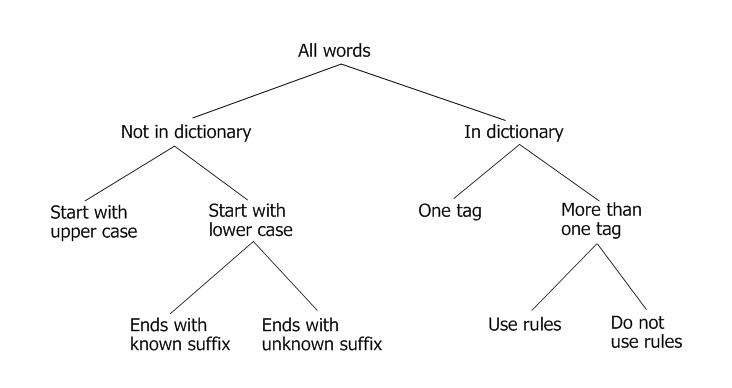 All words
Not in dictionary
In dictionary
Start with
upper case
Start with
lower case
One tag
More than
one tag
Ends with
known suffix
Ends with
unknown suffix
Use rules
Do not
use rules